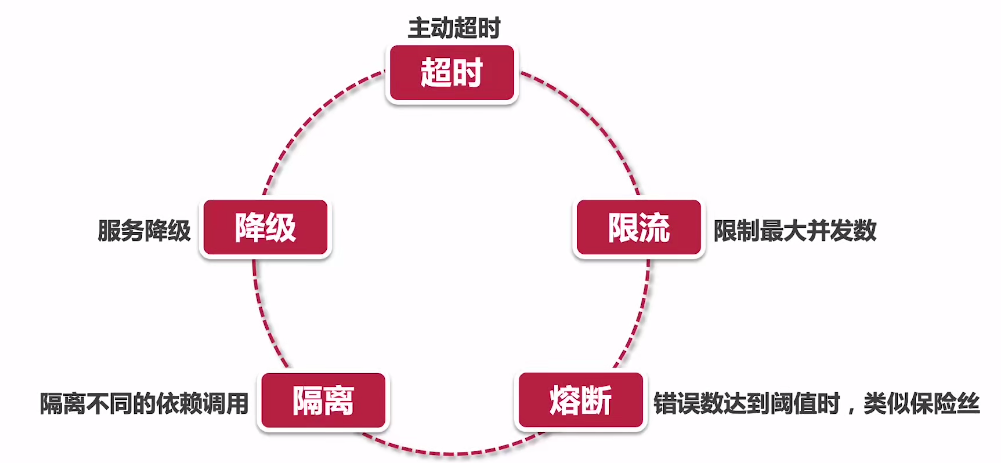 主动超时
超时
服务降级
降级
限流
限制最大并发数
隔离不同的依赖调用
隔离
熔断
错误数达到阈值时，类似保险丝